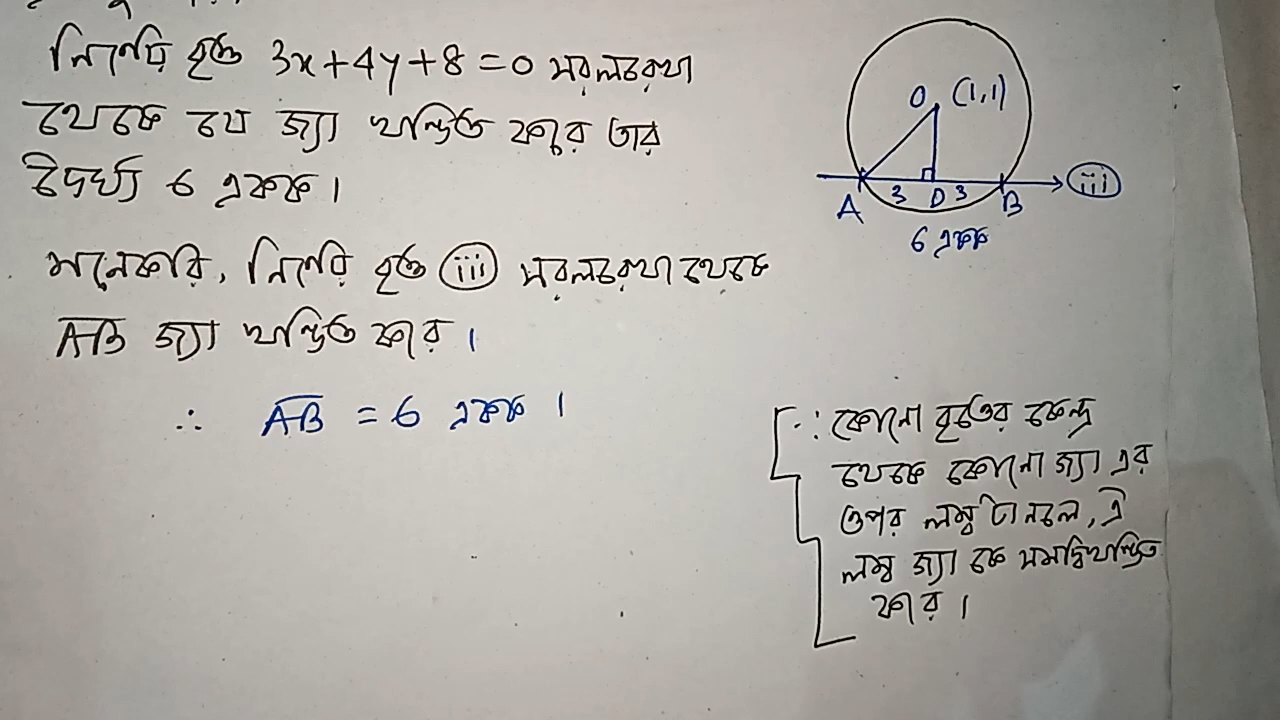 নির্ণেয় বৃত্ত 3x+4y+8=0 সরলরেখা
থেকে যে জ্যা খন্ডিত করে তার
দৈর্ঘ্য 6 একক।
O (1,1)
A 3 D 3 B iii
6 একক
মনেকরি, নির্ণেয় বৃত্ত iii সরলরেখা থেকে
AB জ্যা খন্ডিত করে।
∴ AB = 6 একক।
∵ কোনো বৃত্তের কেন্দ্র
থেকে কোনো জ্যা এর
ওপর লম্ব টানলে, ঐ
লম্ব জ্যা কে সমদ্বিখন্ডিত
করে।